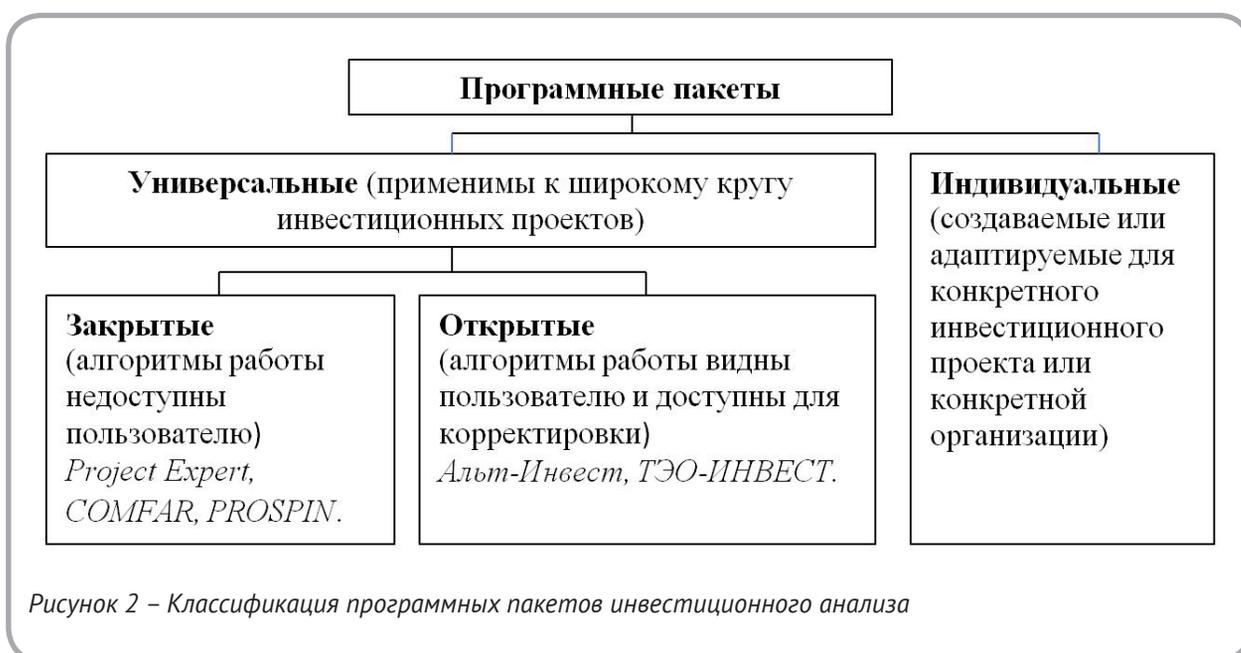 Программные пакеты
Универсальные (применимы к широкому кругу
инвестиционных проектов)
Закрытые
(алгоритмы работы
недоступны
пользователю)
Project Expert,
COMFAR, PROSPIN.
Открытые
(алгоритмы работы видны
пользователю и доступны для
корректировки)
Альт-Инвест, ТЭО-ИНВЕСТ.
Индивидуальные
(создаваемые или
адаптируемые для
конкретного
инвестиционного
проекта или
конкретной
организации)
Рисунок 2 – Классификация программных пакетов инвестиционного анализа